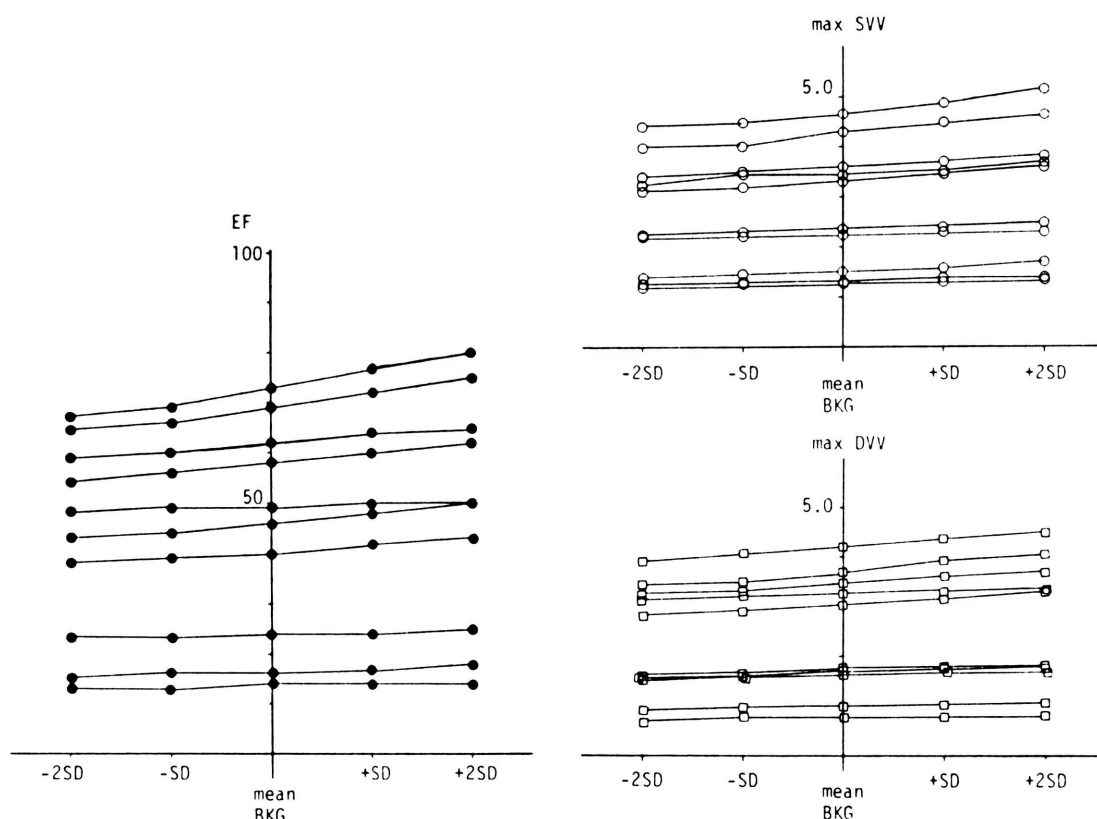 EF
100
50
-2SD -SD +SD +2SD
mean
BKG
max SVV
5.0
-2SD -SD +SD +2SD
mean
BKG
max DVV
5.0
-2SD -SD +SD +2SD
mean
BKG